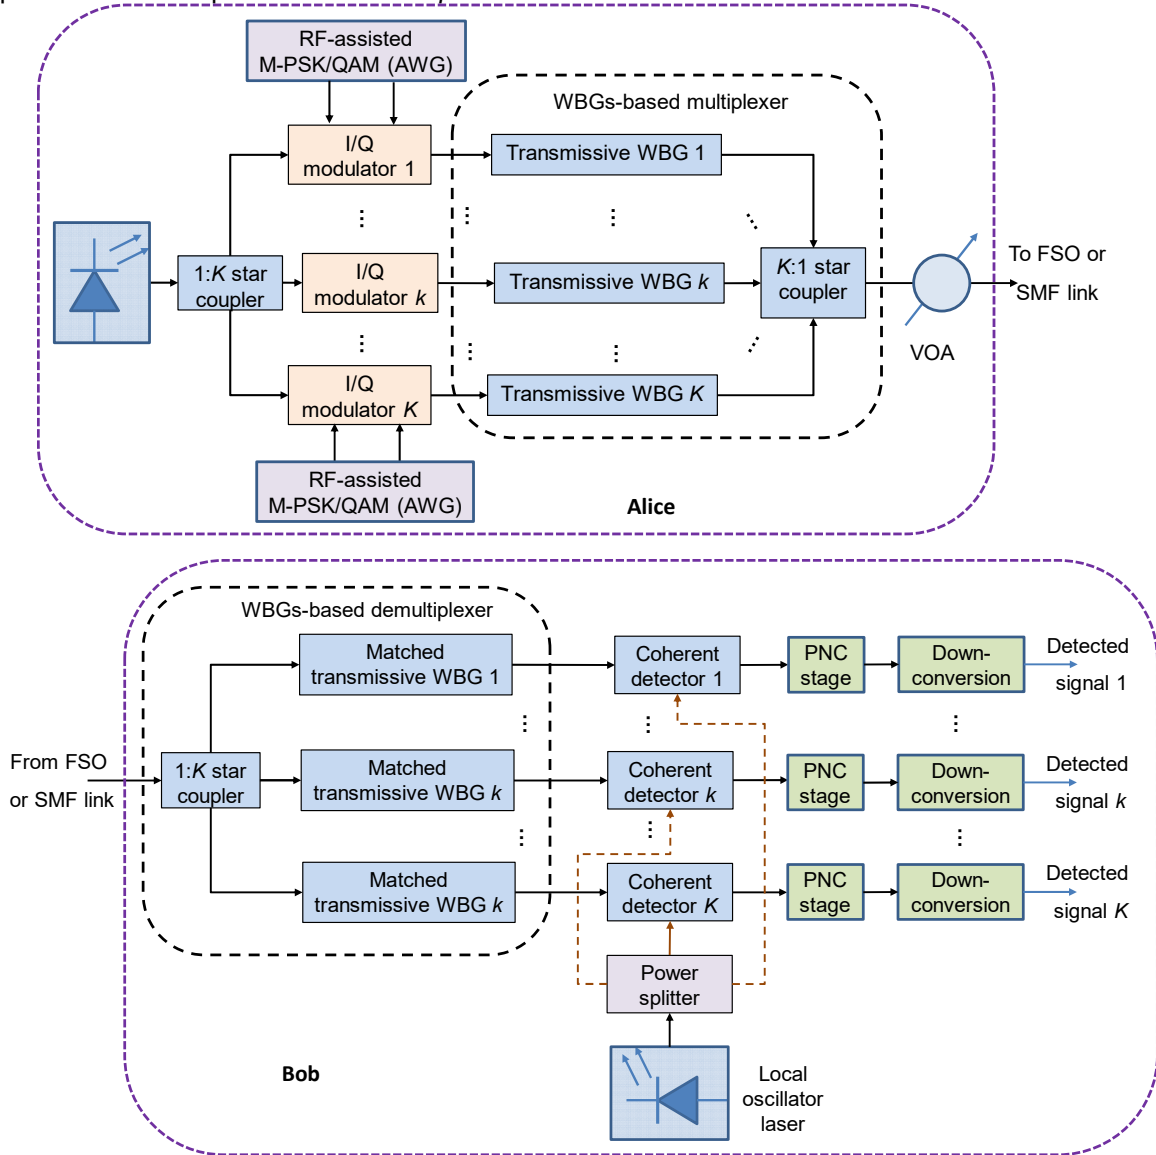 RF-assisted
M-PSK/QAM (AWG)
WBGs-based multiplexer
I/Q
modulator 1
Transmissive WBG 1
1:K star
coupler
I/Q
modulator k
Transmissive WBG k
K:1 star
coupler
To FSO or
SMF link
VOA
I/Q
modulator K
Transmissive WBG K
RF-assisted
M-PSK/QAM (AWG)
Alice
WBGs-based demultiplexer
Matched
transmissive WBG 1
Coherent
detector 1
PNC
stage
Down-
conversion
Detected
signal 1
From FSO
or SMF link
1:K star
coupler
Matched
transmissive WBG k
Coherent
detector k
PNC
stage
Down-
conversion
Detected
signal k
Matched
transmissive WBG k
Coherent
detector K
PNC
stage
Down-
conversion
Detected
signal K
Power
splitter
Bob
Local
oscillator
laser